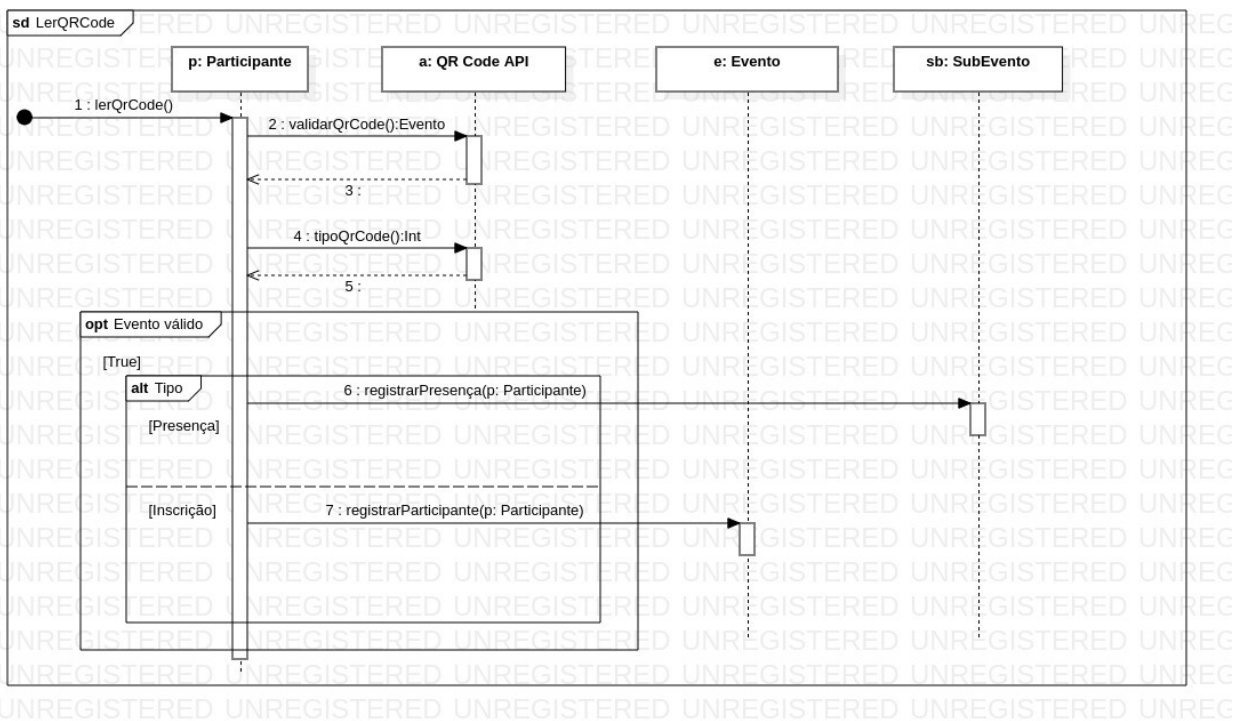 sd LerQRCode
p: Participante
a: QR Code API
e: Evento
sb: SubEvento
1 : lerQrCode()
2 : validarQrCode():Evento
3 :
4 : tipoQrCode():Int
5 :
opt Evento válido
[True]
alt Tipo
6 : registrarPresença(p: Participante)
[Presença]
[Inscrição]
7 : registrarParticipante(p: Participante)
UNREGISTERED